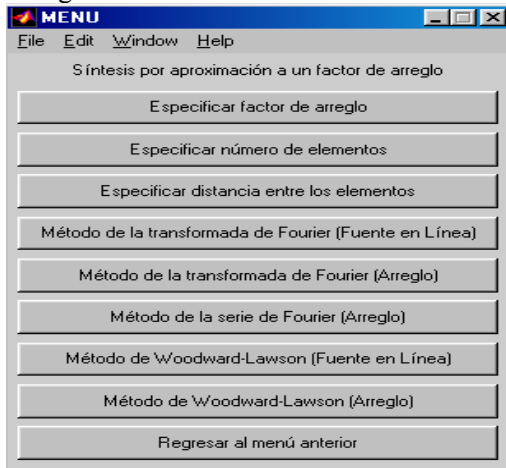 MENU
File Edit Window Help
Síntesis por aproximación a un factor de arreglo
Especificar factor de arreglo
Especificar número de elementos
Especificar distancia entre los elementos
Método de la transformada de Fourier (Fuente en Línea)
Método de la transformada de Fourier (Arreglo)
Método de la serie de Fourier (Arreglo)
Método de Woodward-Lawson (Fuente en Línea)
Método de Woodward-Lawson (Arreglo)
Regresar al menú anterior